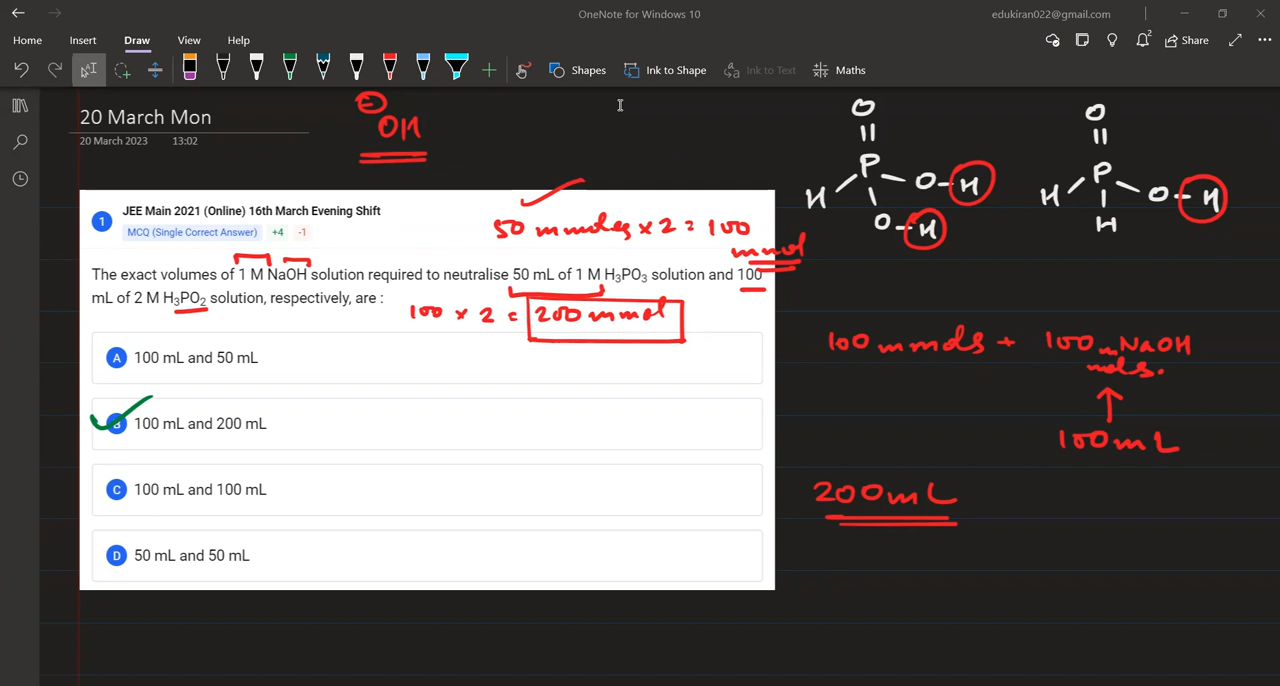 OneNote for Windows 10
edukiran022@gmail.com
Home Insert Draw View Help
Share
Shapes Ink to Shape Ink to Text Maths
20 March Mon
20 March 2023 13:02
⊖
OH
1
JEE Main 2021 (Online) 16th March Evening Shift
MCQ (Single Correct Answer) +4 -1
50 mmoles × 2 = 100
mmol
The exact volumes of 1 M NaOH solution required to neutralise 50 mL of 1 M H₃PO₃ solution and 100
mL of 2 M H₃PO₂ solution, respectively, are :
100 × 2 = 200 mmol
A 100 mL and 50 mL
B 100 mL and 200 mL
C 100 mL and 100 mL
D 50 mL and 50 mL
O
P
H O-H
O-H
O
P
H O-H
H
100 mmols + 100 mNaOH
mols.
100 mL
200 mL